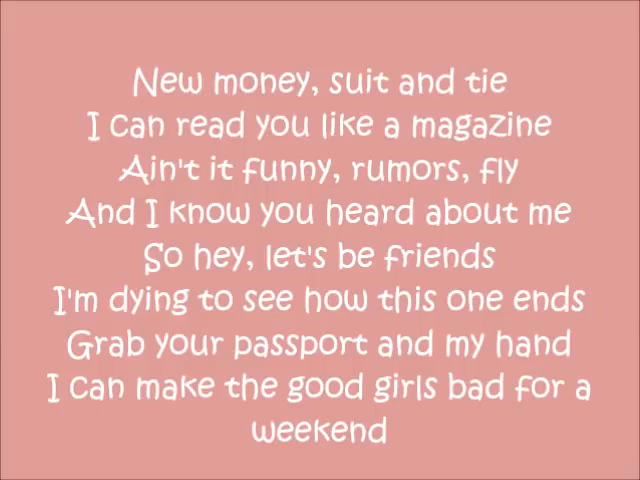 New money, suit and tie
I can read you like a magazine
Ain't it funny, rumors, fly
And I know you heard about me
So hey, let's be friends
I'm dying to see how this one ends
Grab your passport and my hand
I can make the good girls bad for a
weekend